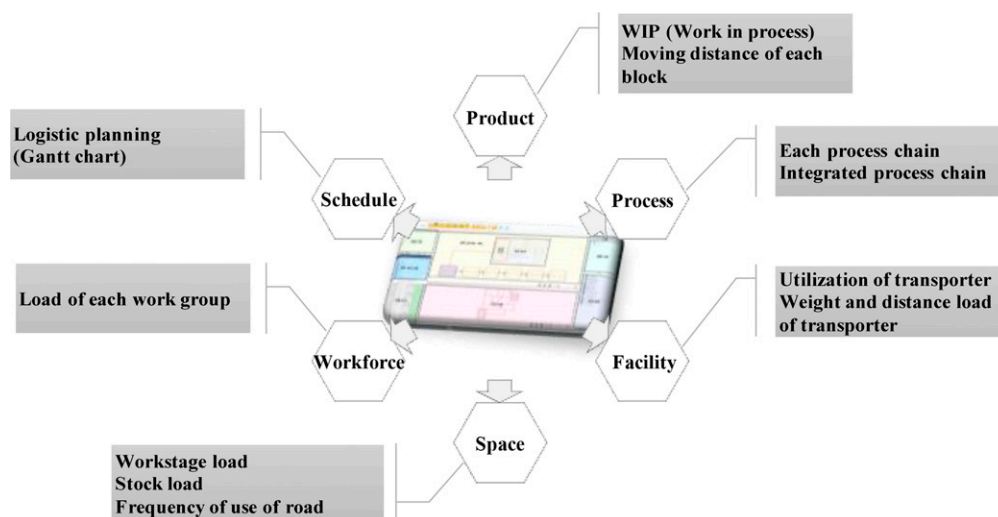 WIP (Work in process)
Moving distance of each
block
Product
Logistic planning
(Gantt chart)
Schedule
Each process chain
Integrated process chain
Process
Load of each work group
Workforce
Utilization of transporter
Weight and distance load
of transporter
Facility
Space
Workstage load
Stock load
Frequency of use of road